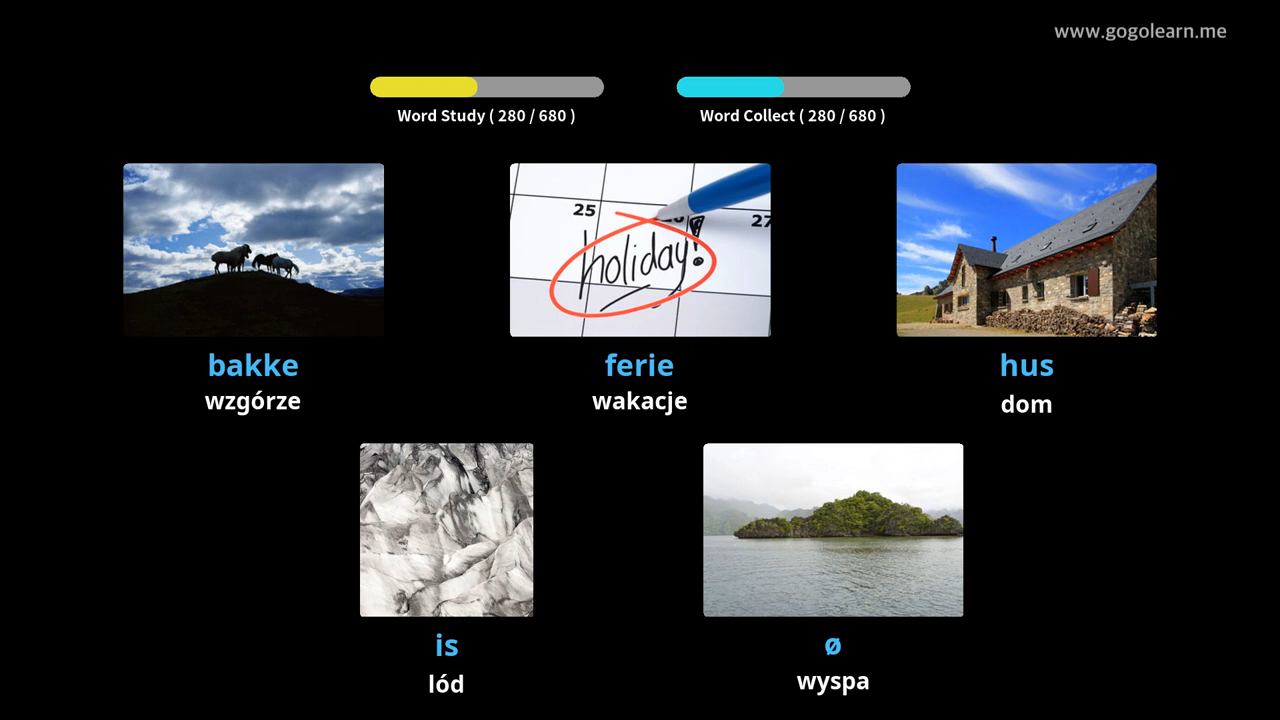 www.gogolearn.me
Word Study ( 280 / 680 )
Word Collect ( 280 / 680 )
25
27
holiday!
bakke
wzgórze
ferie
wakacje
hus
dom
is
lód
ø
wyspa